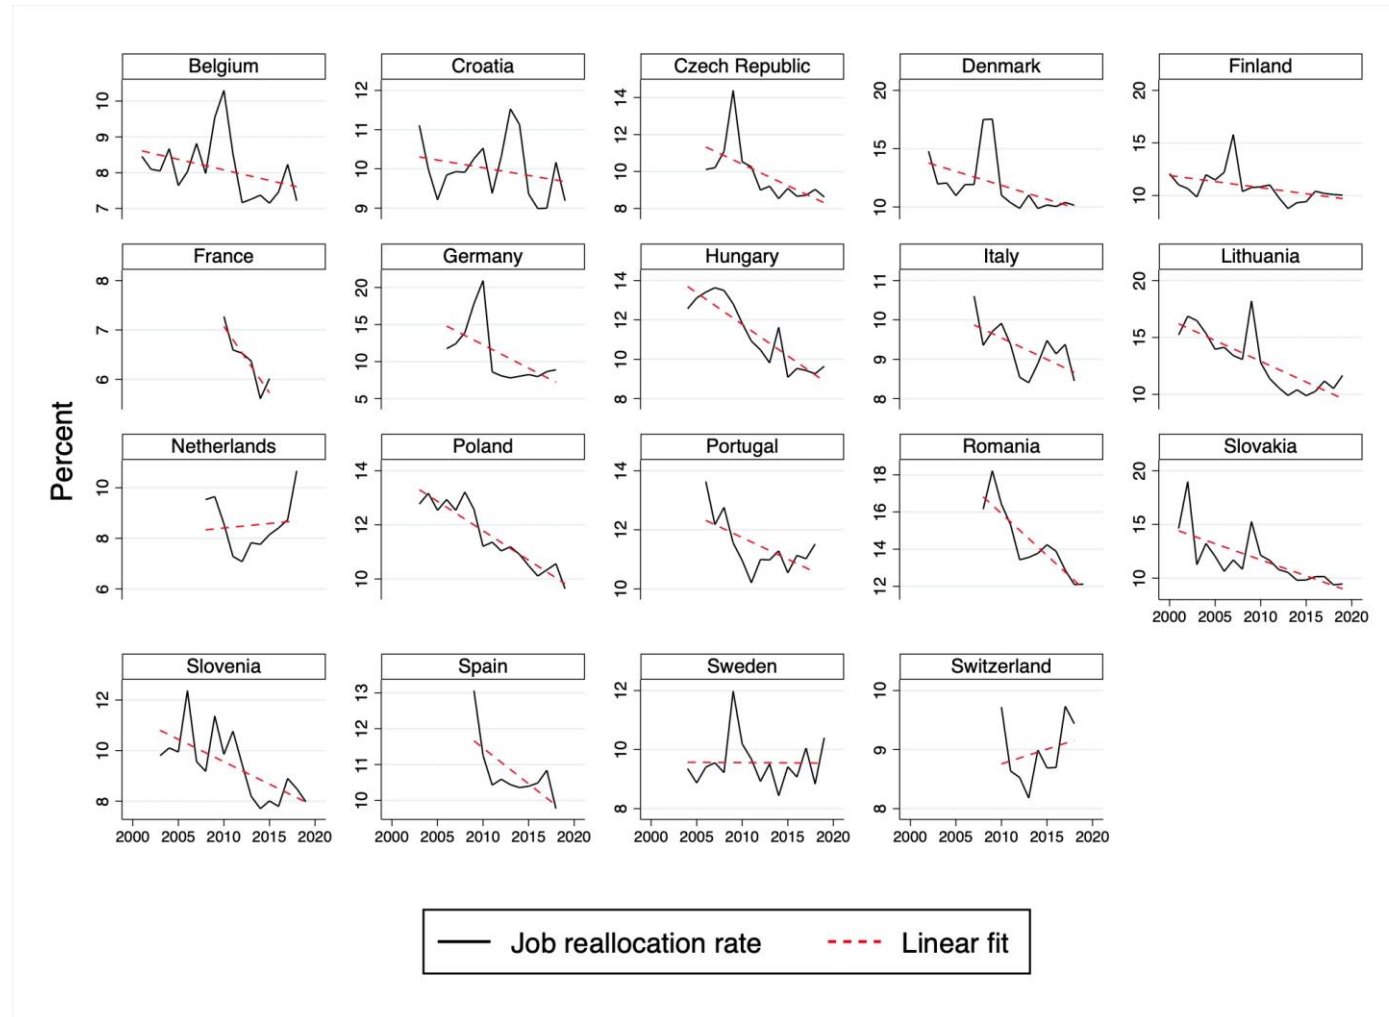 Percent
Belgium
10
9
8
7
Croatia
12
11
10
9
Czech Republic
14
12
10
8
Denmark
20
15
10
Finland
20
15
10
France
8
7
6
Germany
20
15
10
5
Hungary
14
12
10
8
Italy
11
10
9
8
Lithuania
20
15
10
Netherlands
10
8
6
Poland
14
12
10
Portugal
14
12
10
Romania
18
16
14
12
Slovakia
20
15
10
2000 2005 2010 2015 2020
Slovenia
12
10
8
2000 2005 2010 2015 2020
Spain
13
12
11
10
2000 2005 2010 2015 2020
Sweden
12
10
8
2000 2005 2010 2015 2020
Switzerland
10
9
8
2000 2005 2010 2015 2020
Job reallocation rate Linear fit